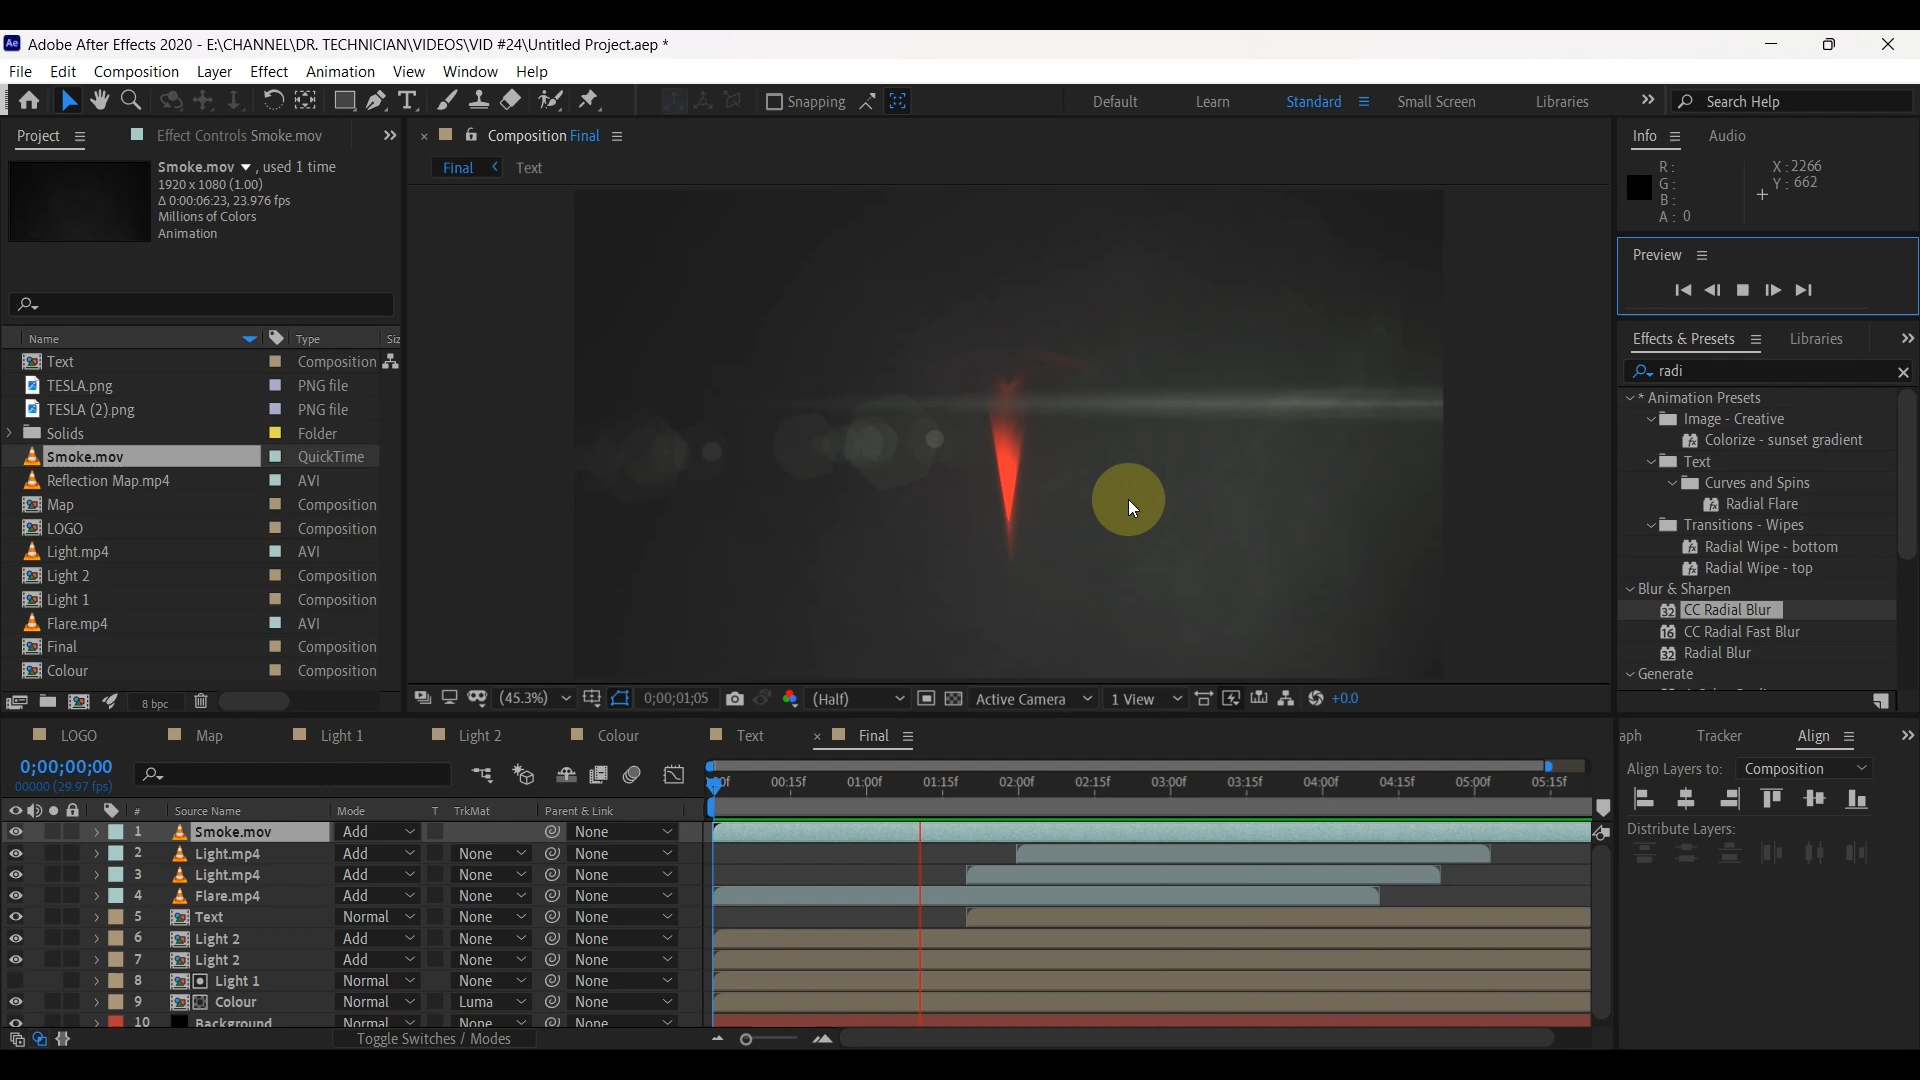 Adobe After Effects 2020 - E:\CHANNEL\DR. TECHNICIAN\VIDEOS\VID #24\Untitled Project.aep *
File Edit Composition Layer Effect Animation View Window Help
Snapping Default Learn Standard Small Screen Libraries Search Help
Project Effect Controls Smoke.mov
Smoke.mov , used 1 time
1920 x 1080 (1.00)
Δ 0:00:06:23, 23.976 fps
Millions of Colors
Animation
Name Type Siz
Text Composition
TESLA.png PNG file
TESLA (2).png PNG file
Solids Folder
Smoke.mov QuickTime
Reflection Map.mp4 AVI
Map Composition
LOGO Composition
Light.mp4 AVI
Light 2 Composition
Light 1 Composition
Flare.mp4 AVI
Final Composition
Colour Composition
8 bpc
Composition Final
Final Text
(45.3%) 0;00;01;05 (Half) Active Camera 1 View +0.0
Info Audio
R: X: 2266
G: Y: 662
B:
A: 0
Preview
Effects & Presets Libraries
radi
* Animation Presets
Image - Creative
Colorize - sunset gradient
Text
Curves and Spins
Radial Flare
Transitions - Wipes
Radial Wipe - bottom
Radial Wipe - top
Blur & Sharpen
32 CC Radial Blur
16 CC Radial Fast Blur
32 Radial Blur
Generate
LOGO Map Light 1 Light 2 Colour Text Final
0;00;00;00
00000 (29.97 fps)
00f 00:15f 01:00f 01:15f 02:00f 02:15f 03:00f 03:15f 04:00f 04:15f 05:00f 05:15f
# Source Name Mode T TrkMat Parent & Link
1 Smoke.mov Add None
2 Light.mp4 Add None None
3 Light.mp4 Add None None
4 Flare.mp4 Add None None
5 Text Normal None None
6 Light 2 Add None None
7 Light 2 Add None None
8 Light 1 Normal None None
9 Colour Normal Luma None
10 Background Normal None None
Toggle Switches / Modes
aph Tracker Align
Align Layers to: Composition
Distribute Layers: